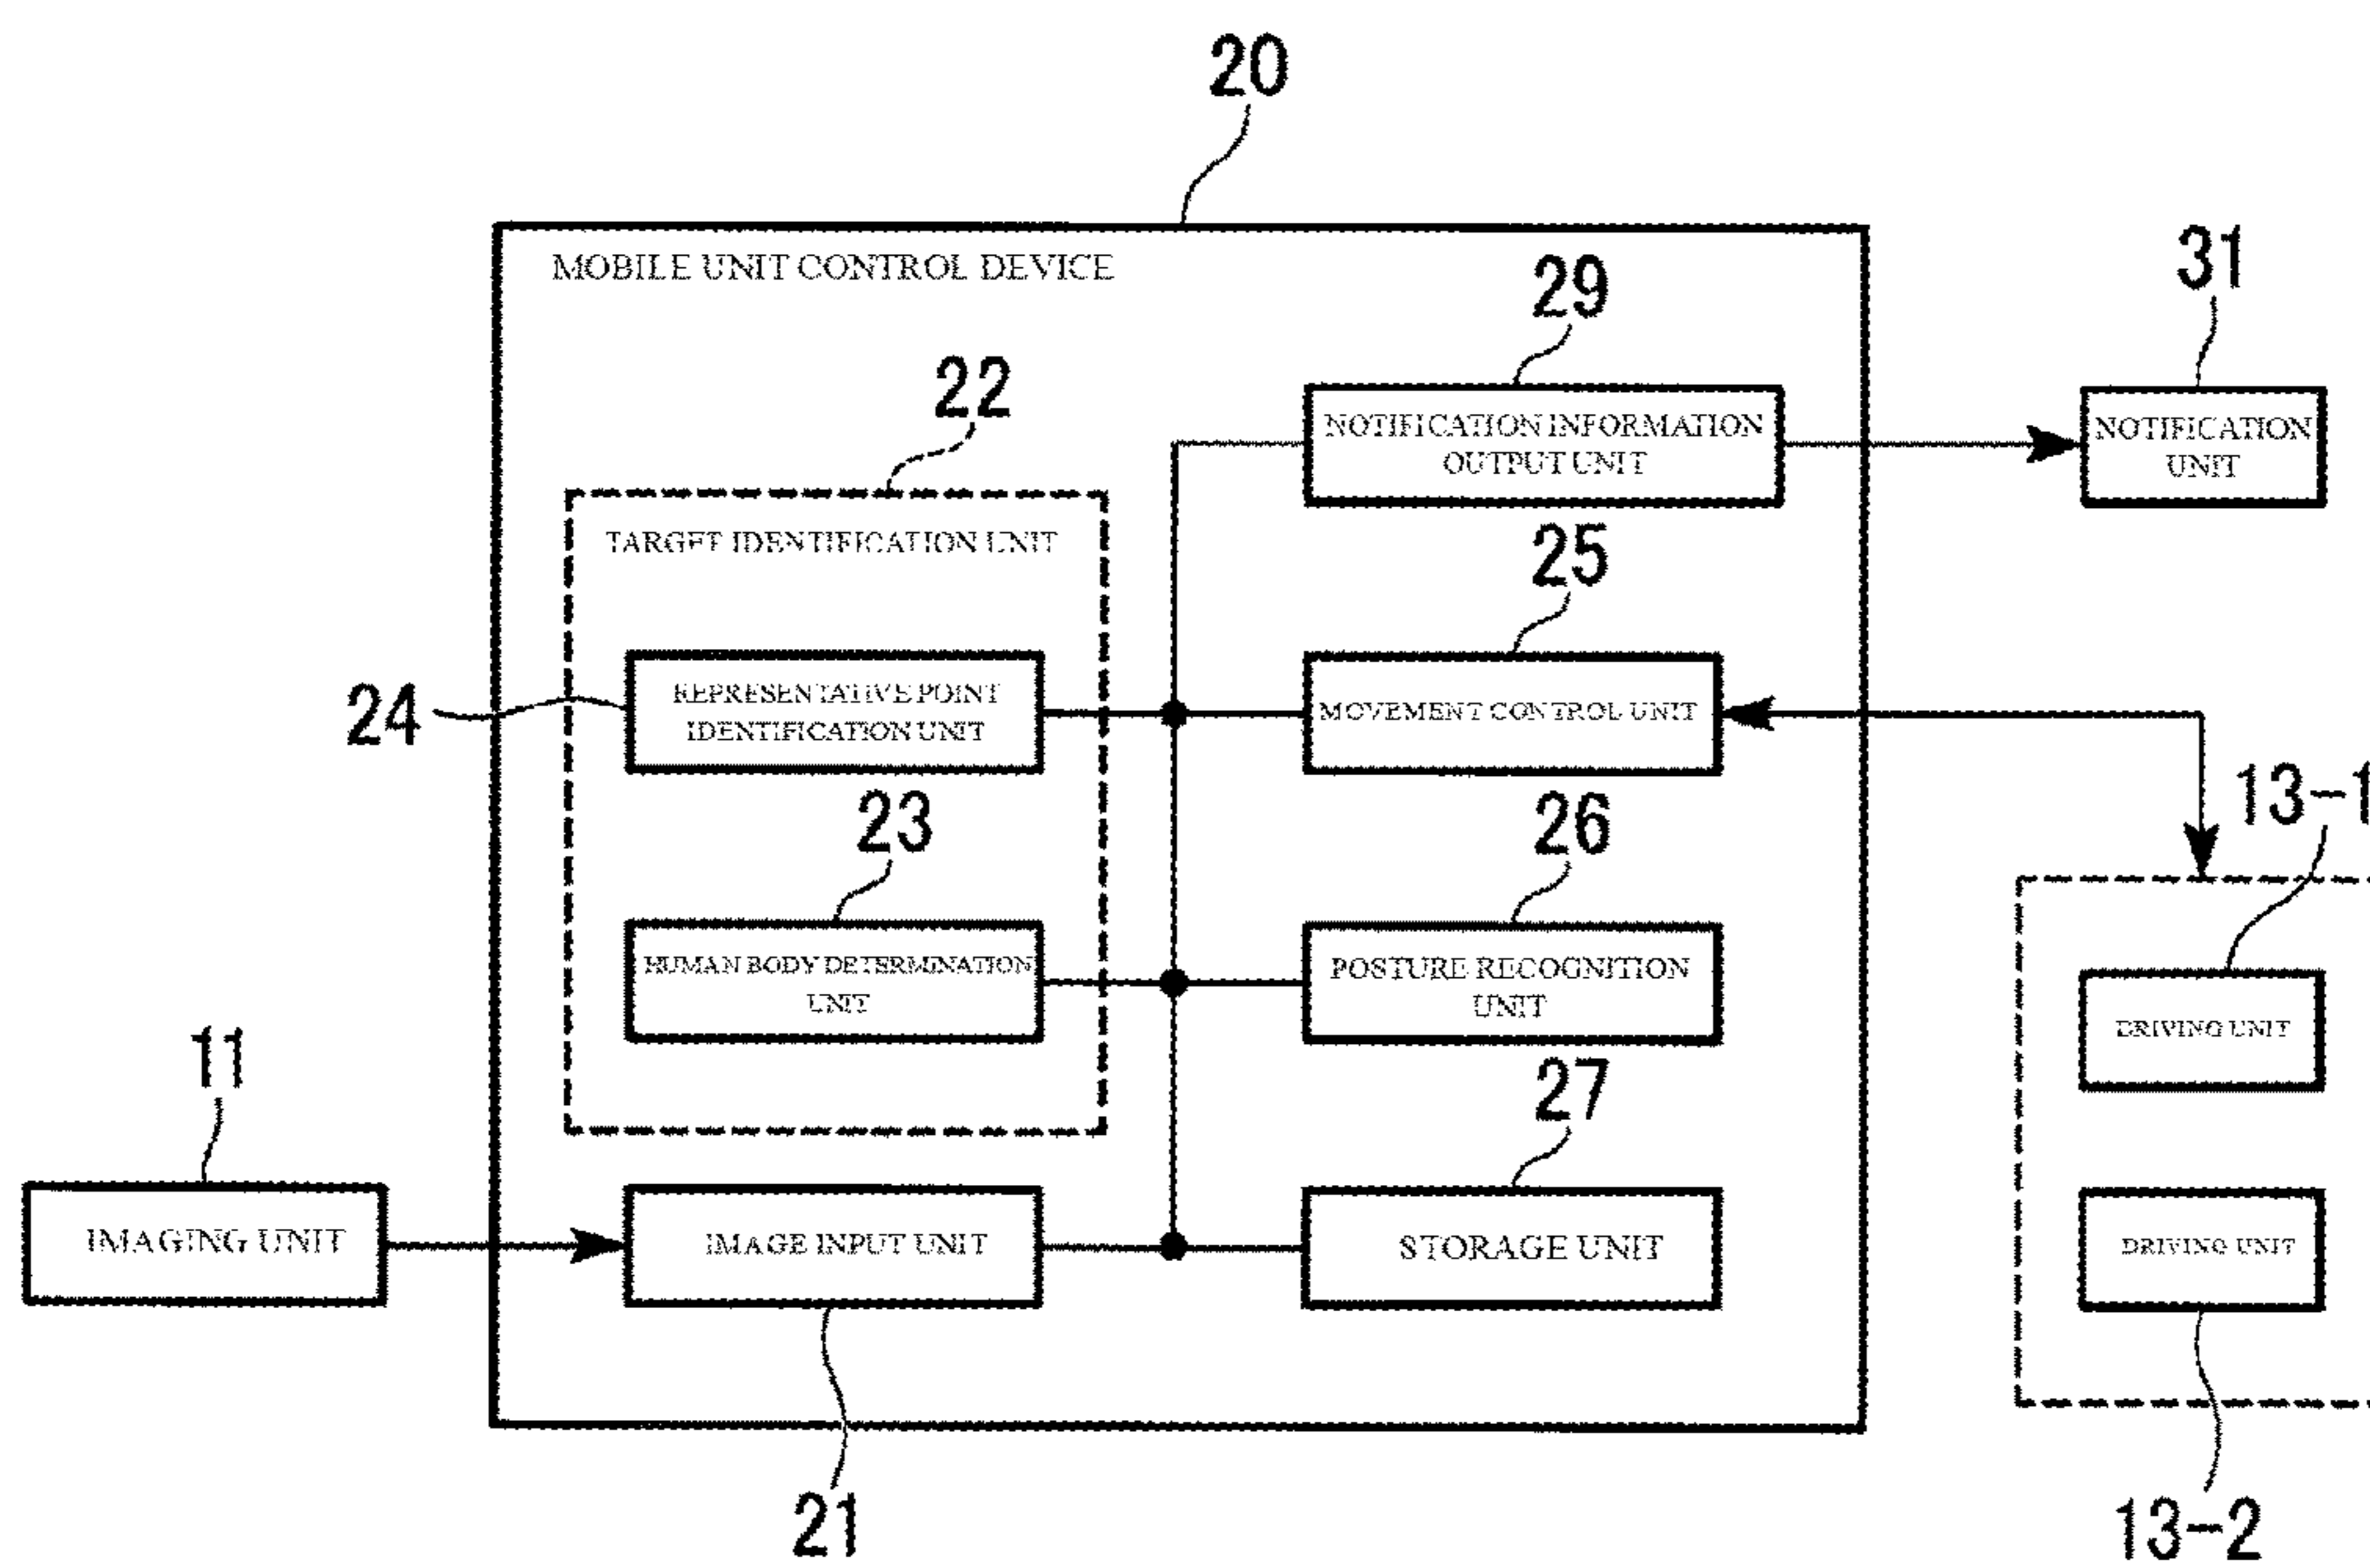 20
MOBILE UNIT CONTROL DEVICE
29
31
22
NOTIFICATION INFORMATION
OUTPUT UNIT
NOTIFICATION
UNIT
TARGET IDENTIFICATION UNIT
25
24
REPRESENTATIVE POINT
IDENTIFICATION UNIT
MOVEMENT CONTROL UNIT
13-1
23
26
HUMAN BODY DETERMINATION
UNIT
POSTURE RECOGNITION
UNIT
DRIVING UNIT
11
27
IMAGING UNIT
IMAGE INPUT UNIT
STORAGE UNIT
DRIVING UNIT
21
13-2